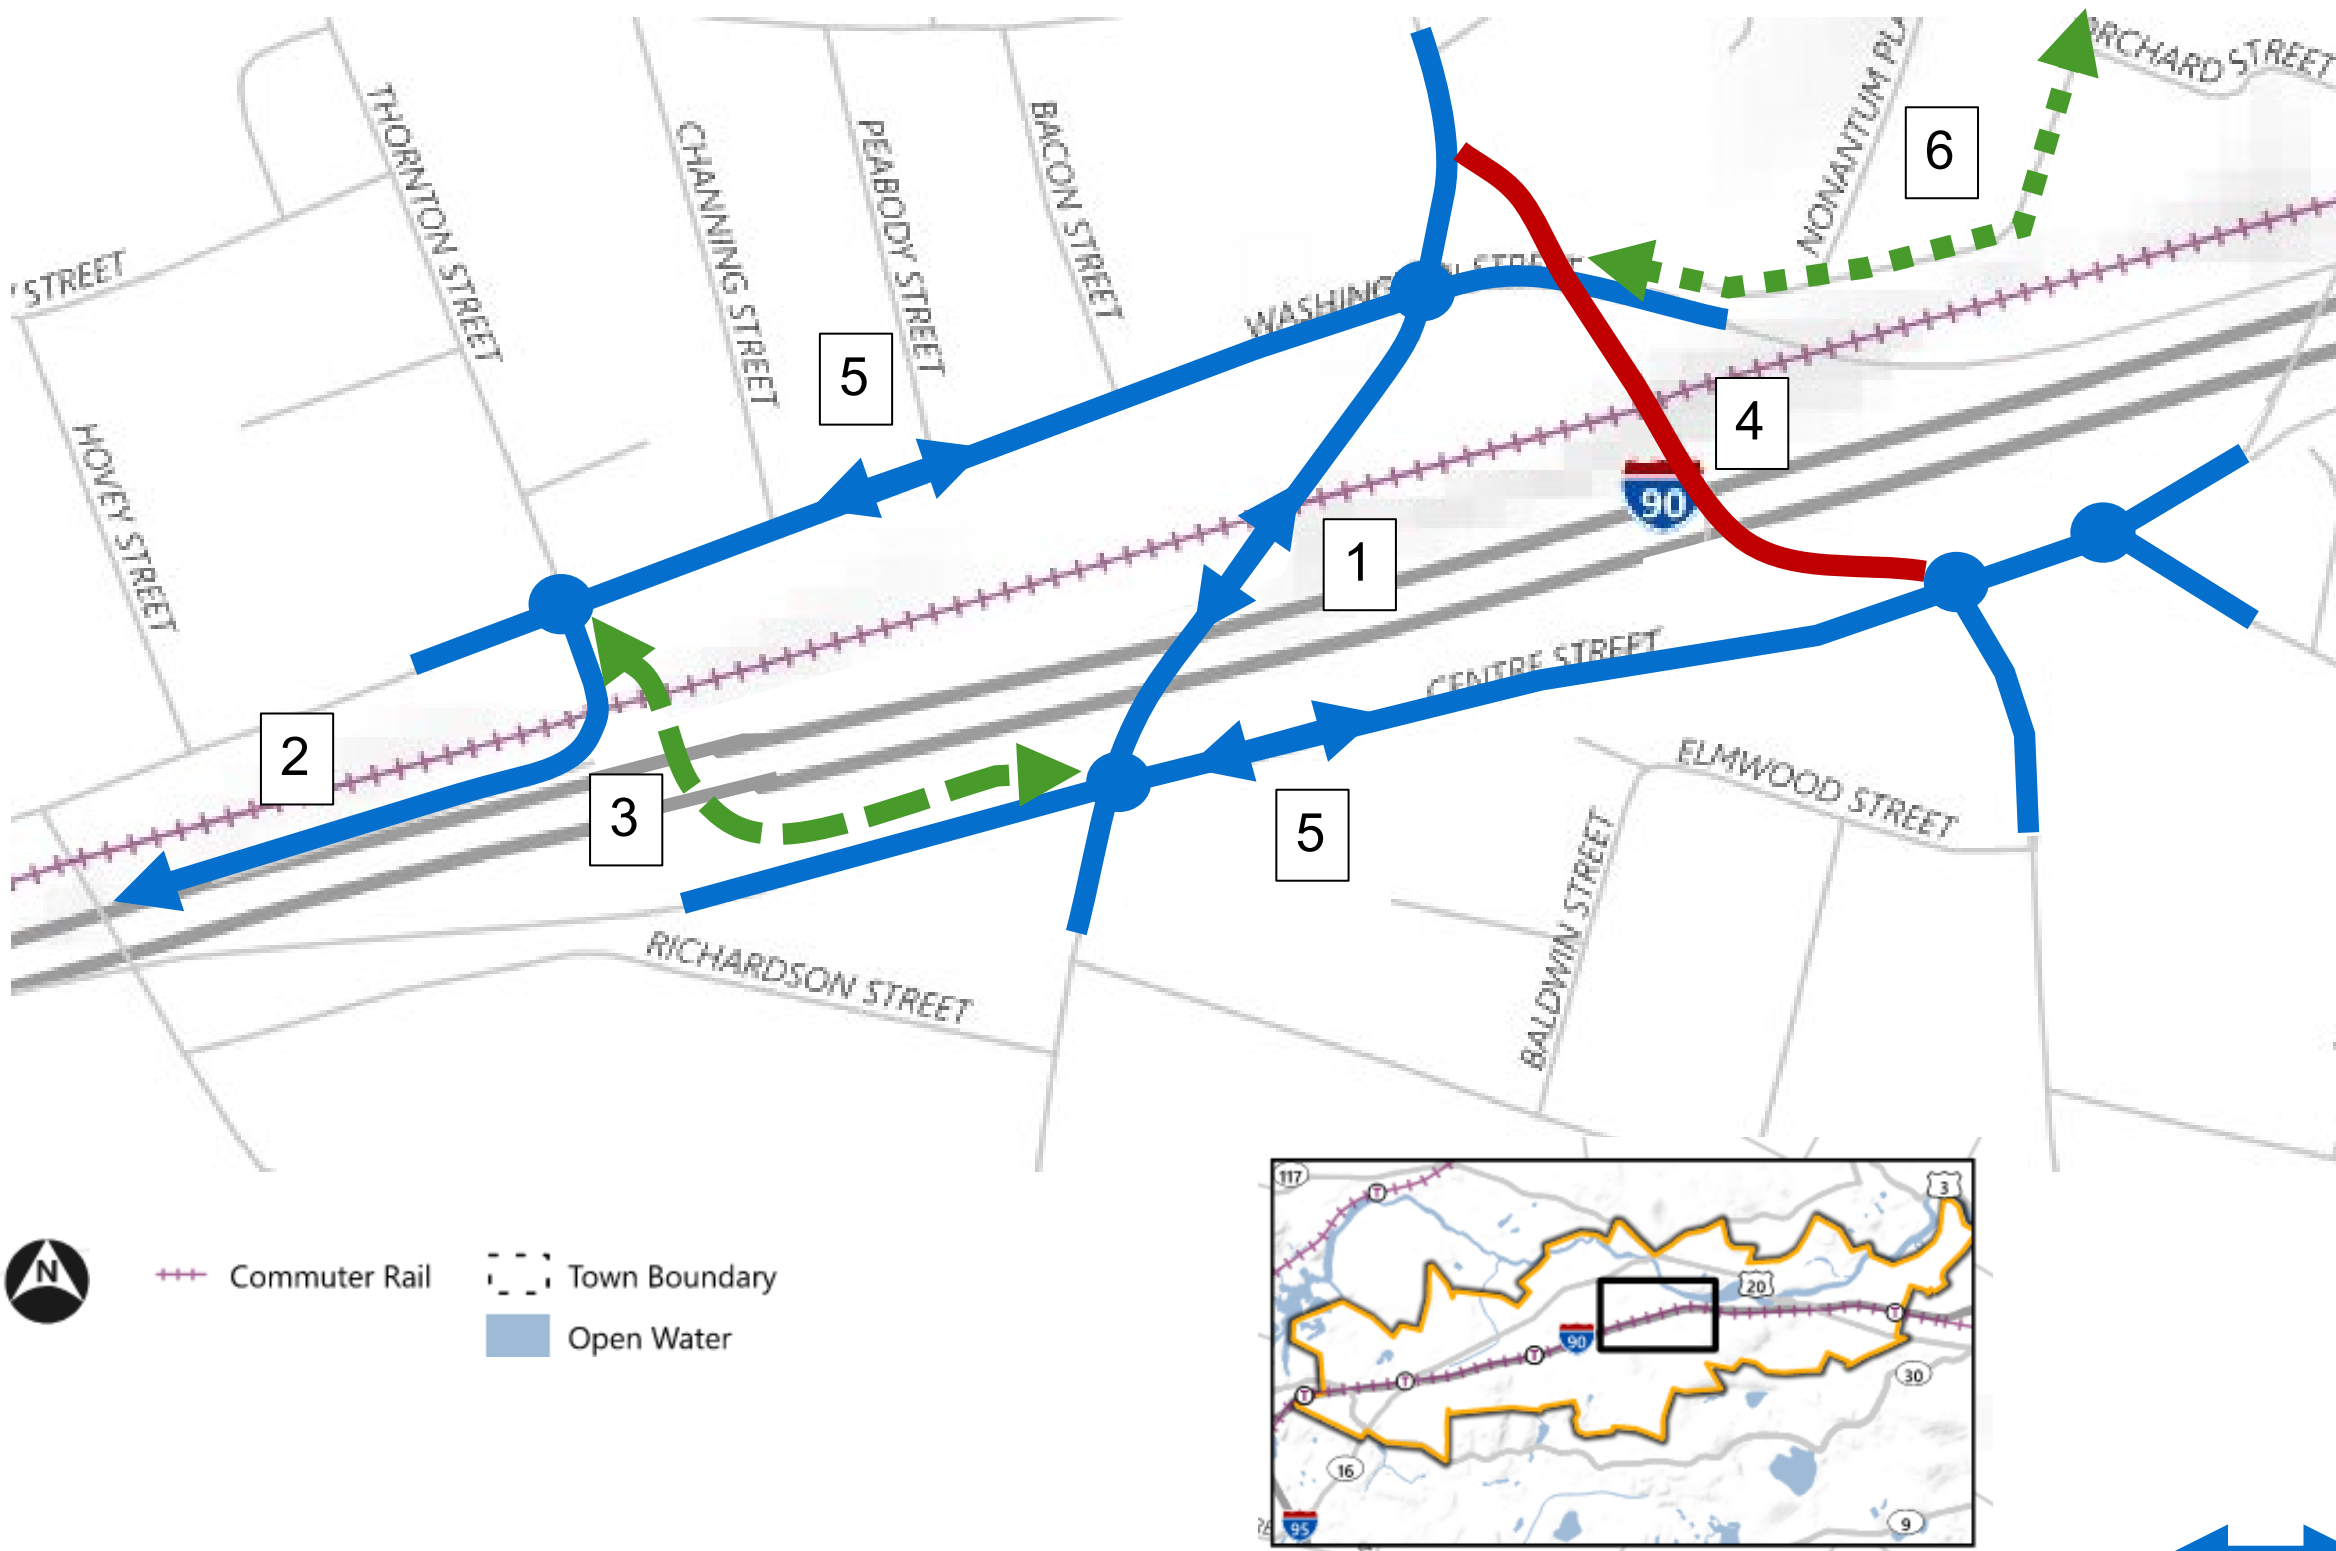 ORCHARD STREET
NONANTUM PL
6
THORNTON STREET
CHANNING STREET
PEABODY STREET
BACON STREET
STREET
WASHING
STREET
5
4
90
HOVEY STREET
1
CENTRE STREET
2
3
5
ELMWOOD STREET
BALDWIN STREET
RICHARDSON STREET
N
Commuter Rail
Town Boundary
Open Water
117
T
3
20
T
90
T
T
T
30
16
95
9